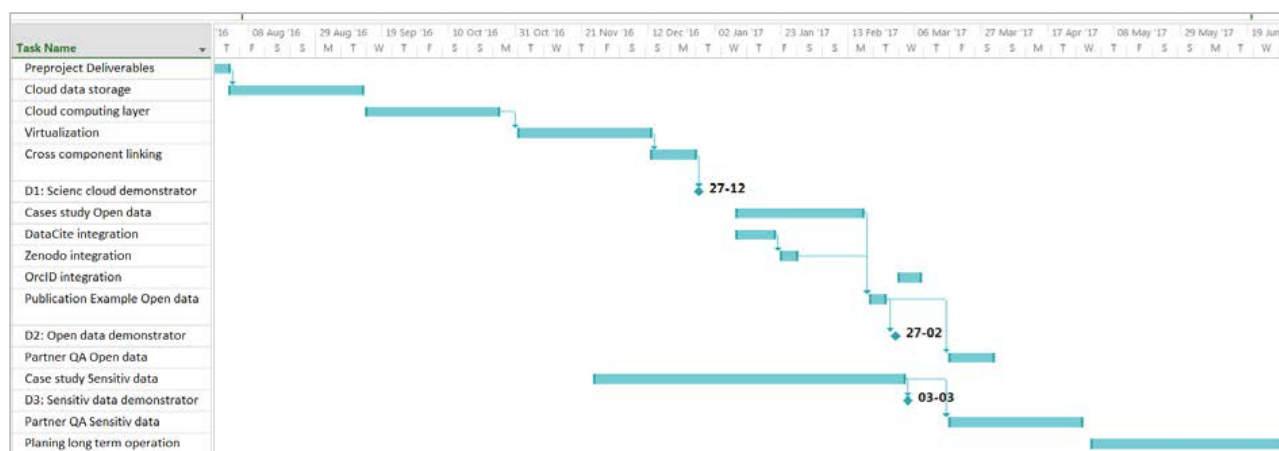 '16 08 Aug '16 29 Aug '16 19 Sep '16 10 Oct '16 31 Oct '16 21 Nov '16 12 Dec '16 02 Jan '17 23 Jan '17 13 Feb '17 06 Mar '17 27 Mar '17 17 Apr '17 08 May '17 29 May '17 19 Jun
Task Name T F S S M T W T F S S M T W T F S S M T W T F S S M T W T F S S M T W T F S S M T W T F S S M T W
Preproject Deliverables
Cloud data storage
Cloud computing layer
Virtualization
Cross component linking
D1: Scienc cloud demonstrator 27-12
Cases study Open data
DataCite integration
Zenodo integration
OrcID integration
Publication Example Open data
D2: Open data demonstrator 27-02
Partner QA Open data
Case study Sensitiv data
D3: Sensitiv data demonstrator 03-03
Partner QA Sensitiv data
Planing long term operation